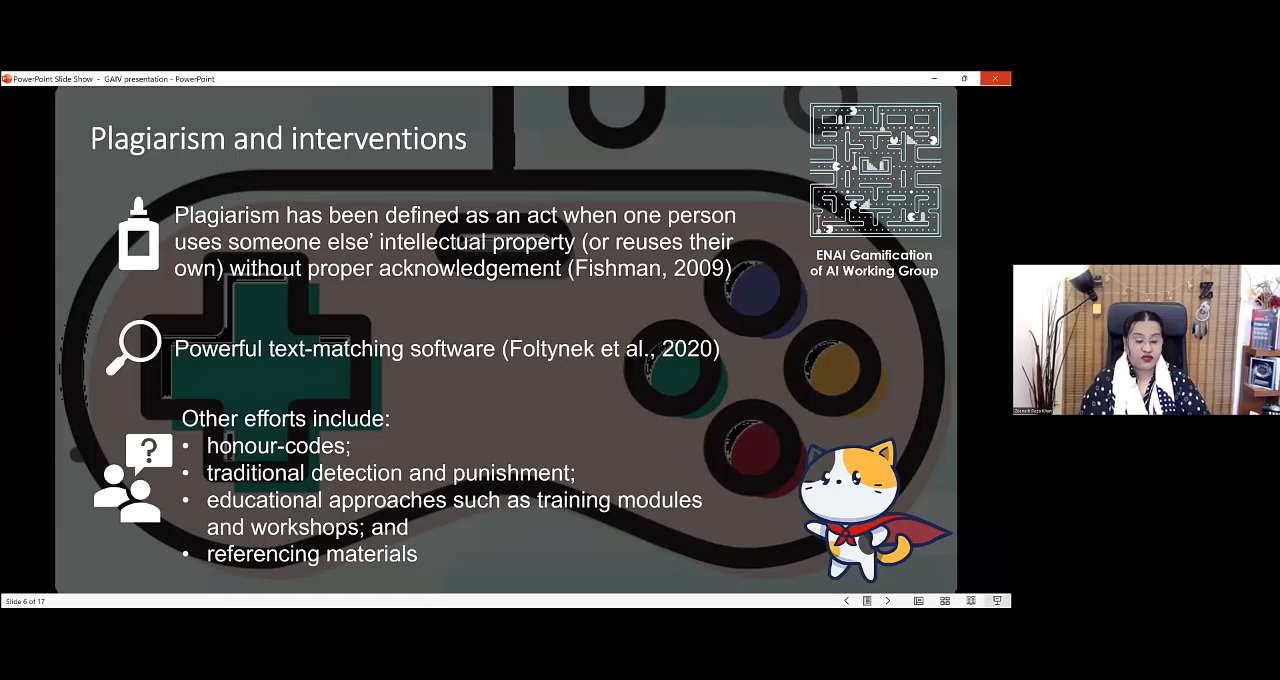 PowerPoint Slide Show - GAIV presentation - PowerPoint
Plagiarism and interventions
Plagiarism has been defined as an act when one person
uses someone else’ intellectual property (or reuses their
own) without proper acknowledgement (Fishman, 2009)
ENAI Gamification
of AI Working Group
Powerful text-matching software (Foltynek et al., 2020)
?
Other efforts include:
• honour-codes;
• traditional detection and punishment;
• educational approaches such as training modules
and workshops; and
• referencing materials
Slide 6 of 17
Zeenath Reza Khan
Z